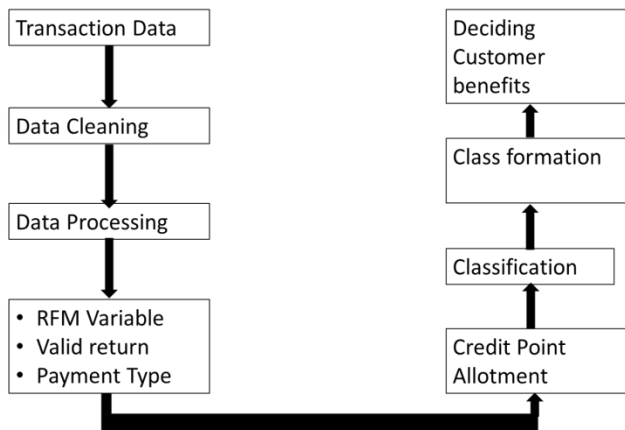 Transaction Data
Data Cleaning
Data Processing
• RFM Variable
• Valid return
• Payment Type
Deciding
Customer
benefits
Class formation
Classification
Credit Point
Allotment